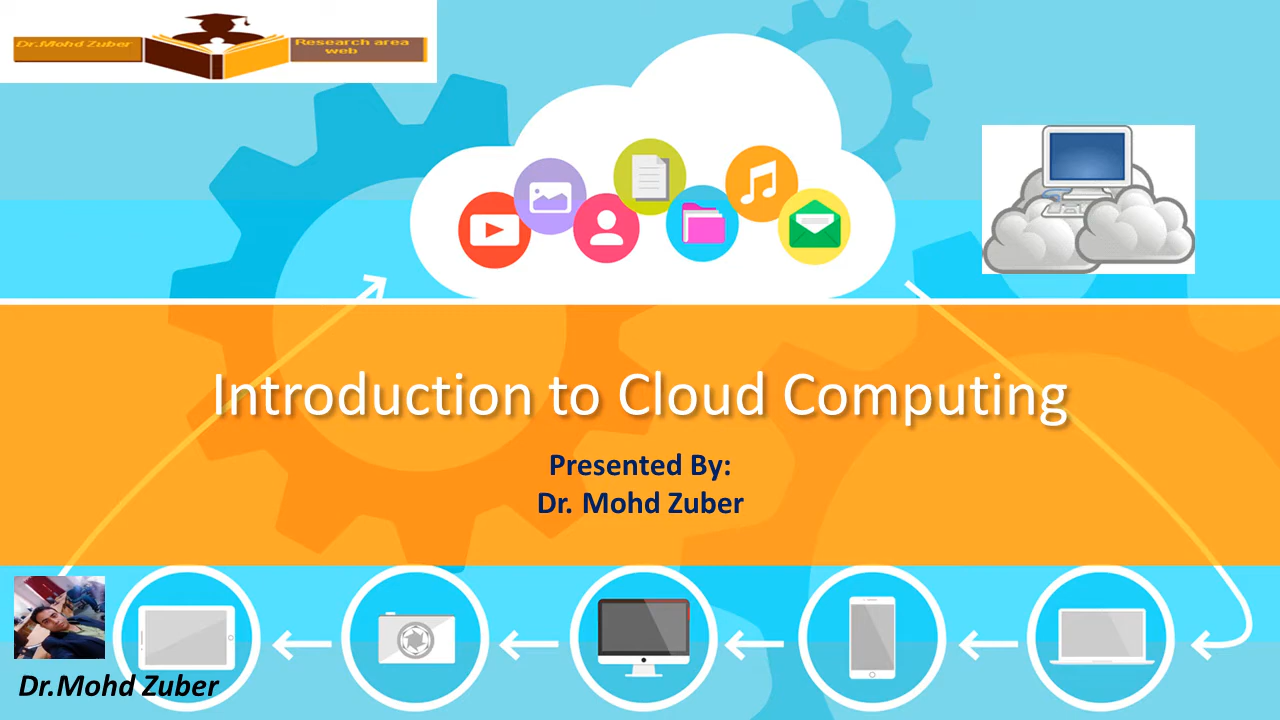 Dr.Mohd Zuber
Research area
web
Introduction to Cloud Computing
Presented By:
Dr. Mohd Zuber
Dr.Mohd Zuber